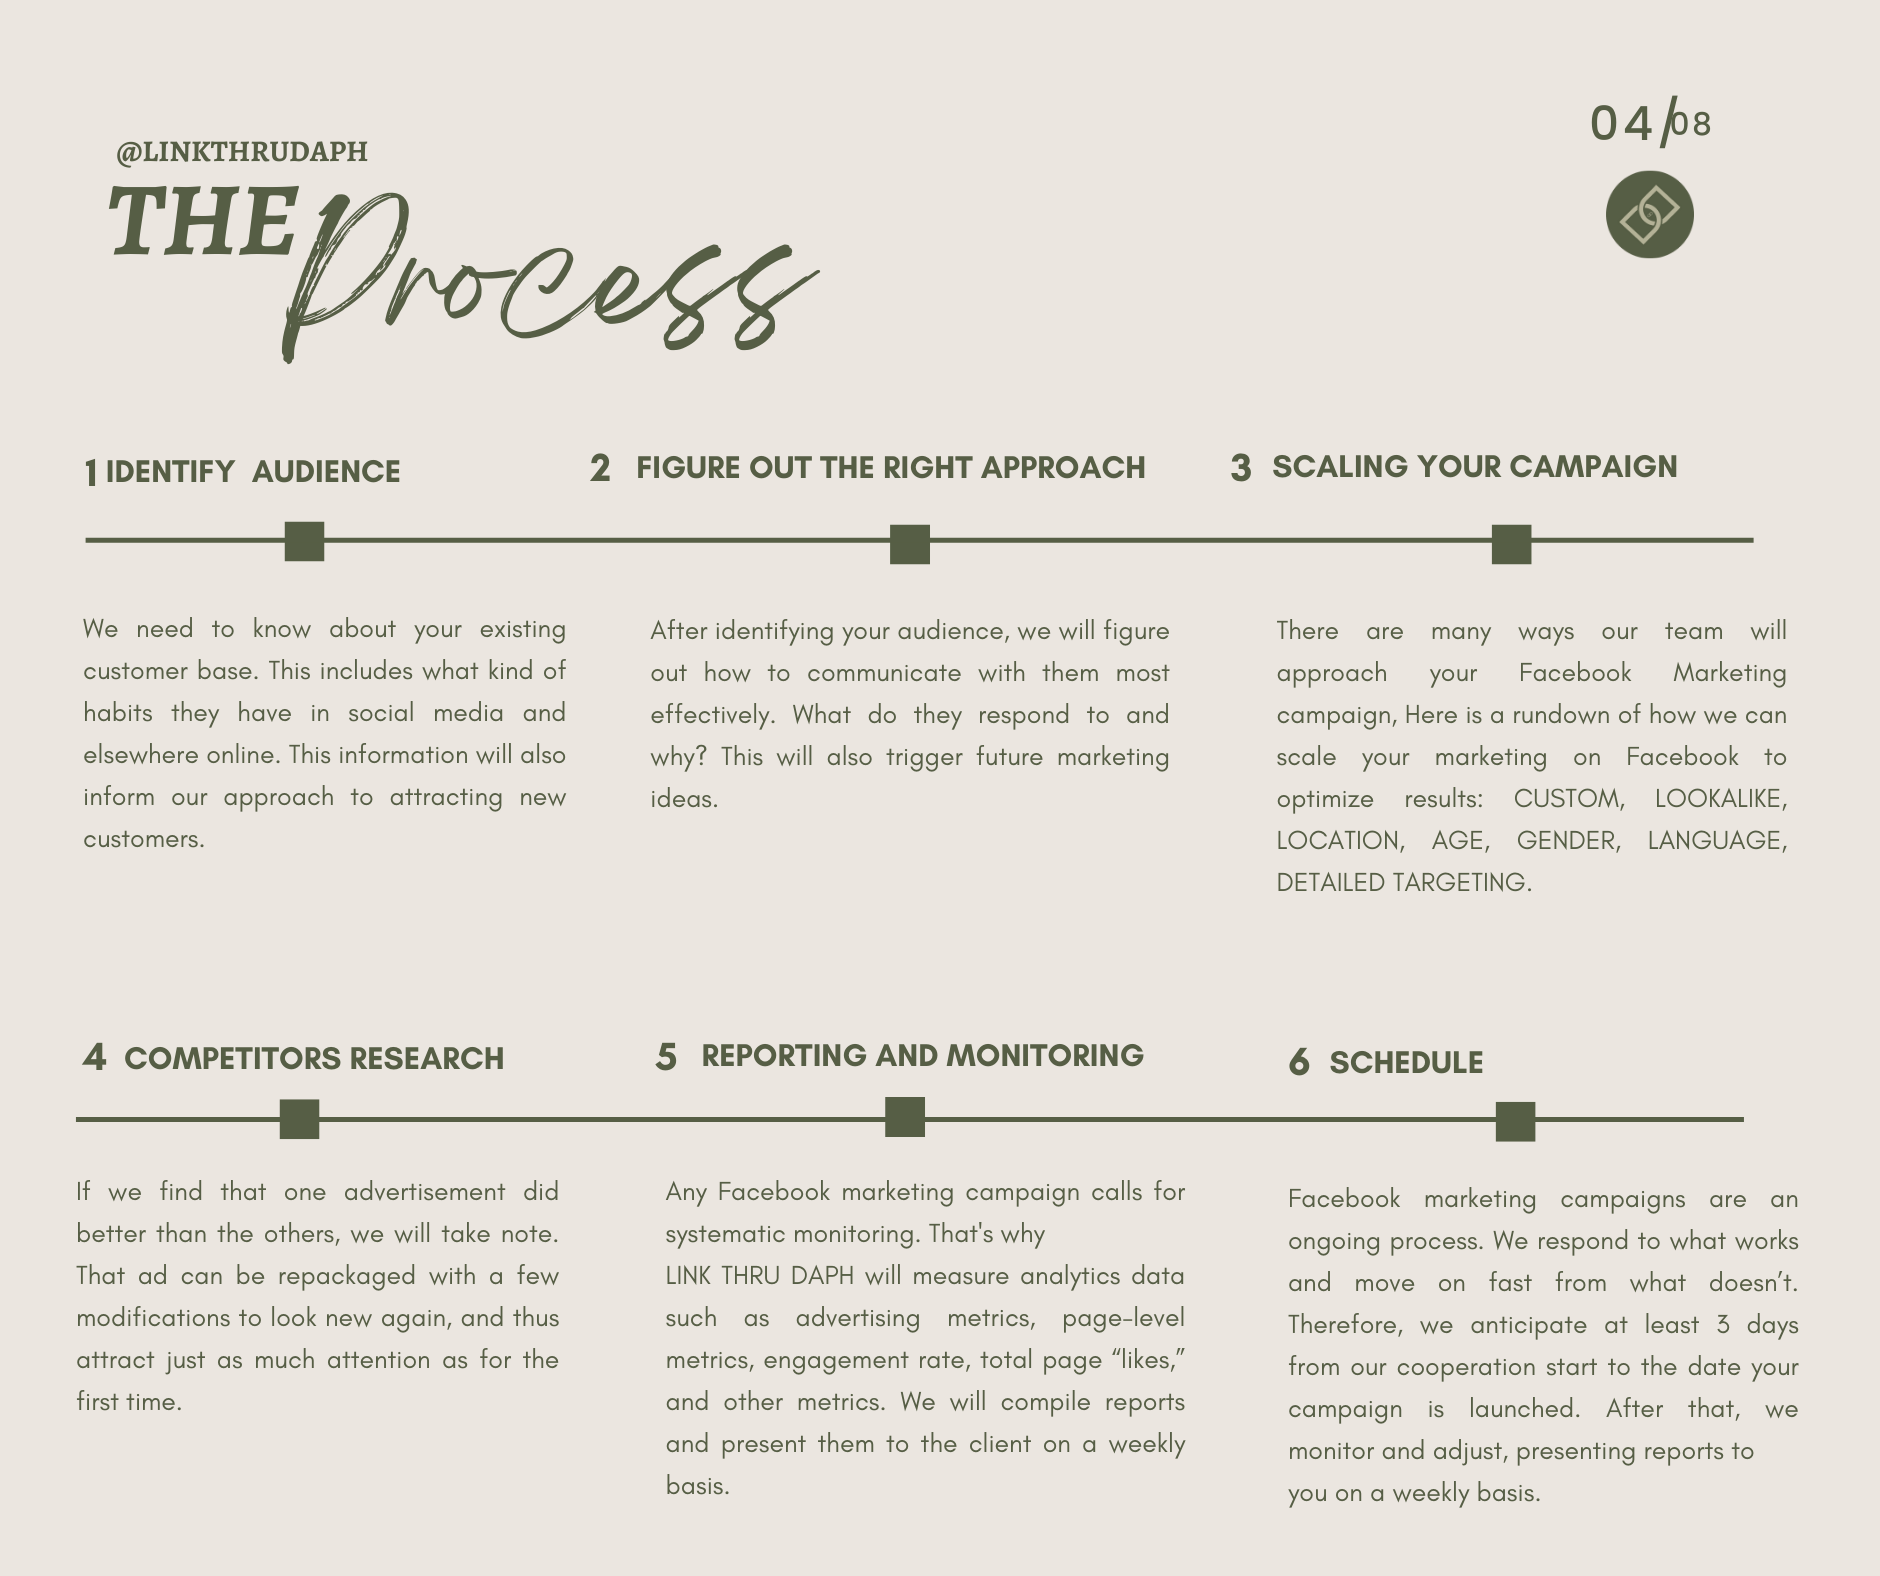 @LINKTHRUDAPH
04/08
THE Process
1 IDENTIFY AUDIENCE
We need to know about your existing
customer base. This includes what kind of
habits they have in social media and
elsewhere online. This information will also
inform our approach to attracting new
customers.
2 FIGURE OUT THE RIGHT APPROACH
After identifying your audience, we will figure
out how to communicate with them most
effectively. What do they respond to and
why? This will also trigger future marketing
ideas.
3 SCALING YOUR CAMPAIGN
There are many ways our team will
approach your Facebook Marketing
campaign, Here is a rundown of how we can
scale your marketing on Facebook to
optimize results: CUSTOM, LOOKALIKE,
LOCATION, AGE, GENDER, LANGUAGE,
DETAILED TARGETING.
4 COMPETITORS RESEARCH
If we find that one advertisement did
better than the others, we will take note.
That ad can be repackaged with a few
modifications to look new again, and thus
attract just as much attention as for the
first time.
5 REPORTING AND MONITORING
Any Facebook marketing campaign calls for
systematic monitoring. That's why
LINK THRU DAPH will measure analytics data
such as advertising metrics, page-level
metrics, engagement rate, total page “likes,”
and other metrics. We will compile reports
and present them to the client on a weekly
basis.
6 SCHEDULE
Facebook marketing campaigns are an
ongoing process. We respond to what works
and move on fast from what doesn’t.
Therefore, we anticipate at least 3 days
from our cooperation start to the date your
campaign is launched. After that, we
monitor and adjust, presenting reports to
you on a weekly basis.